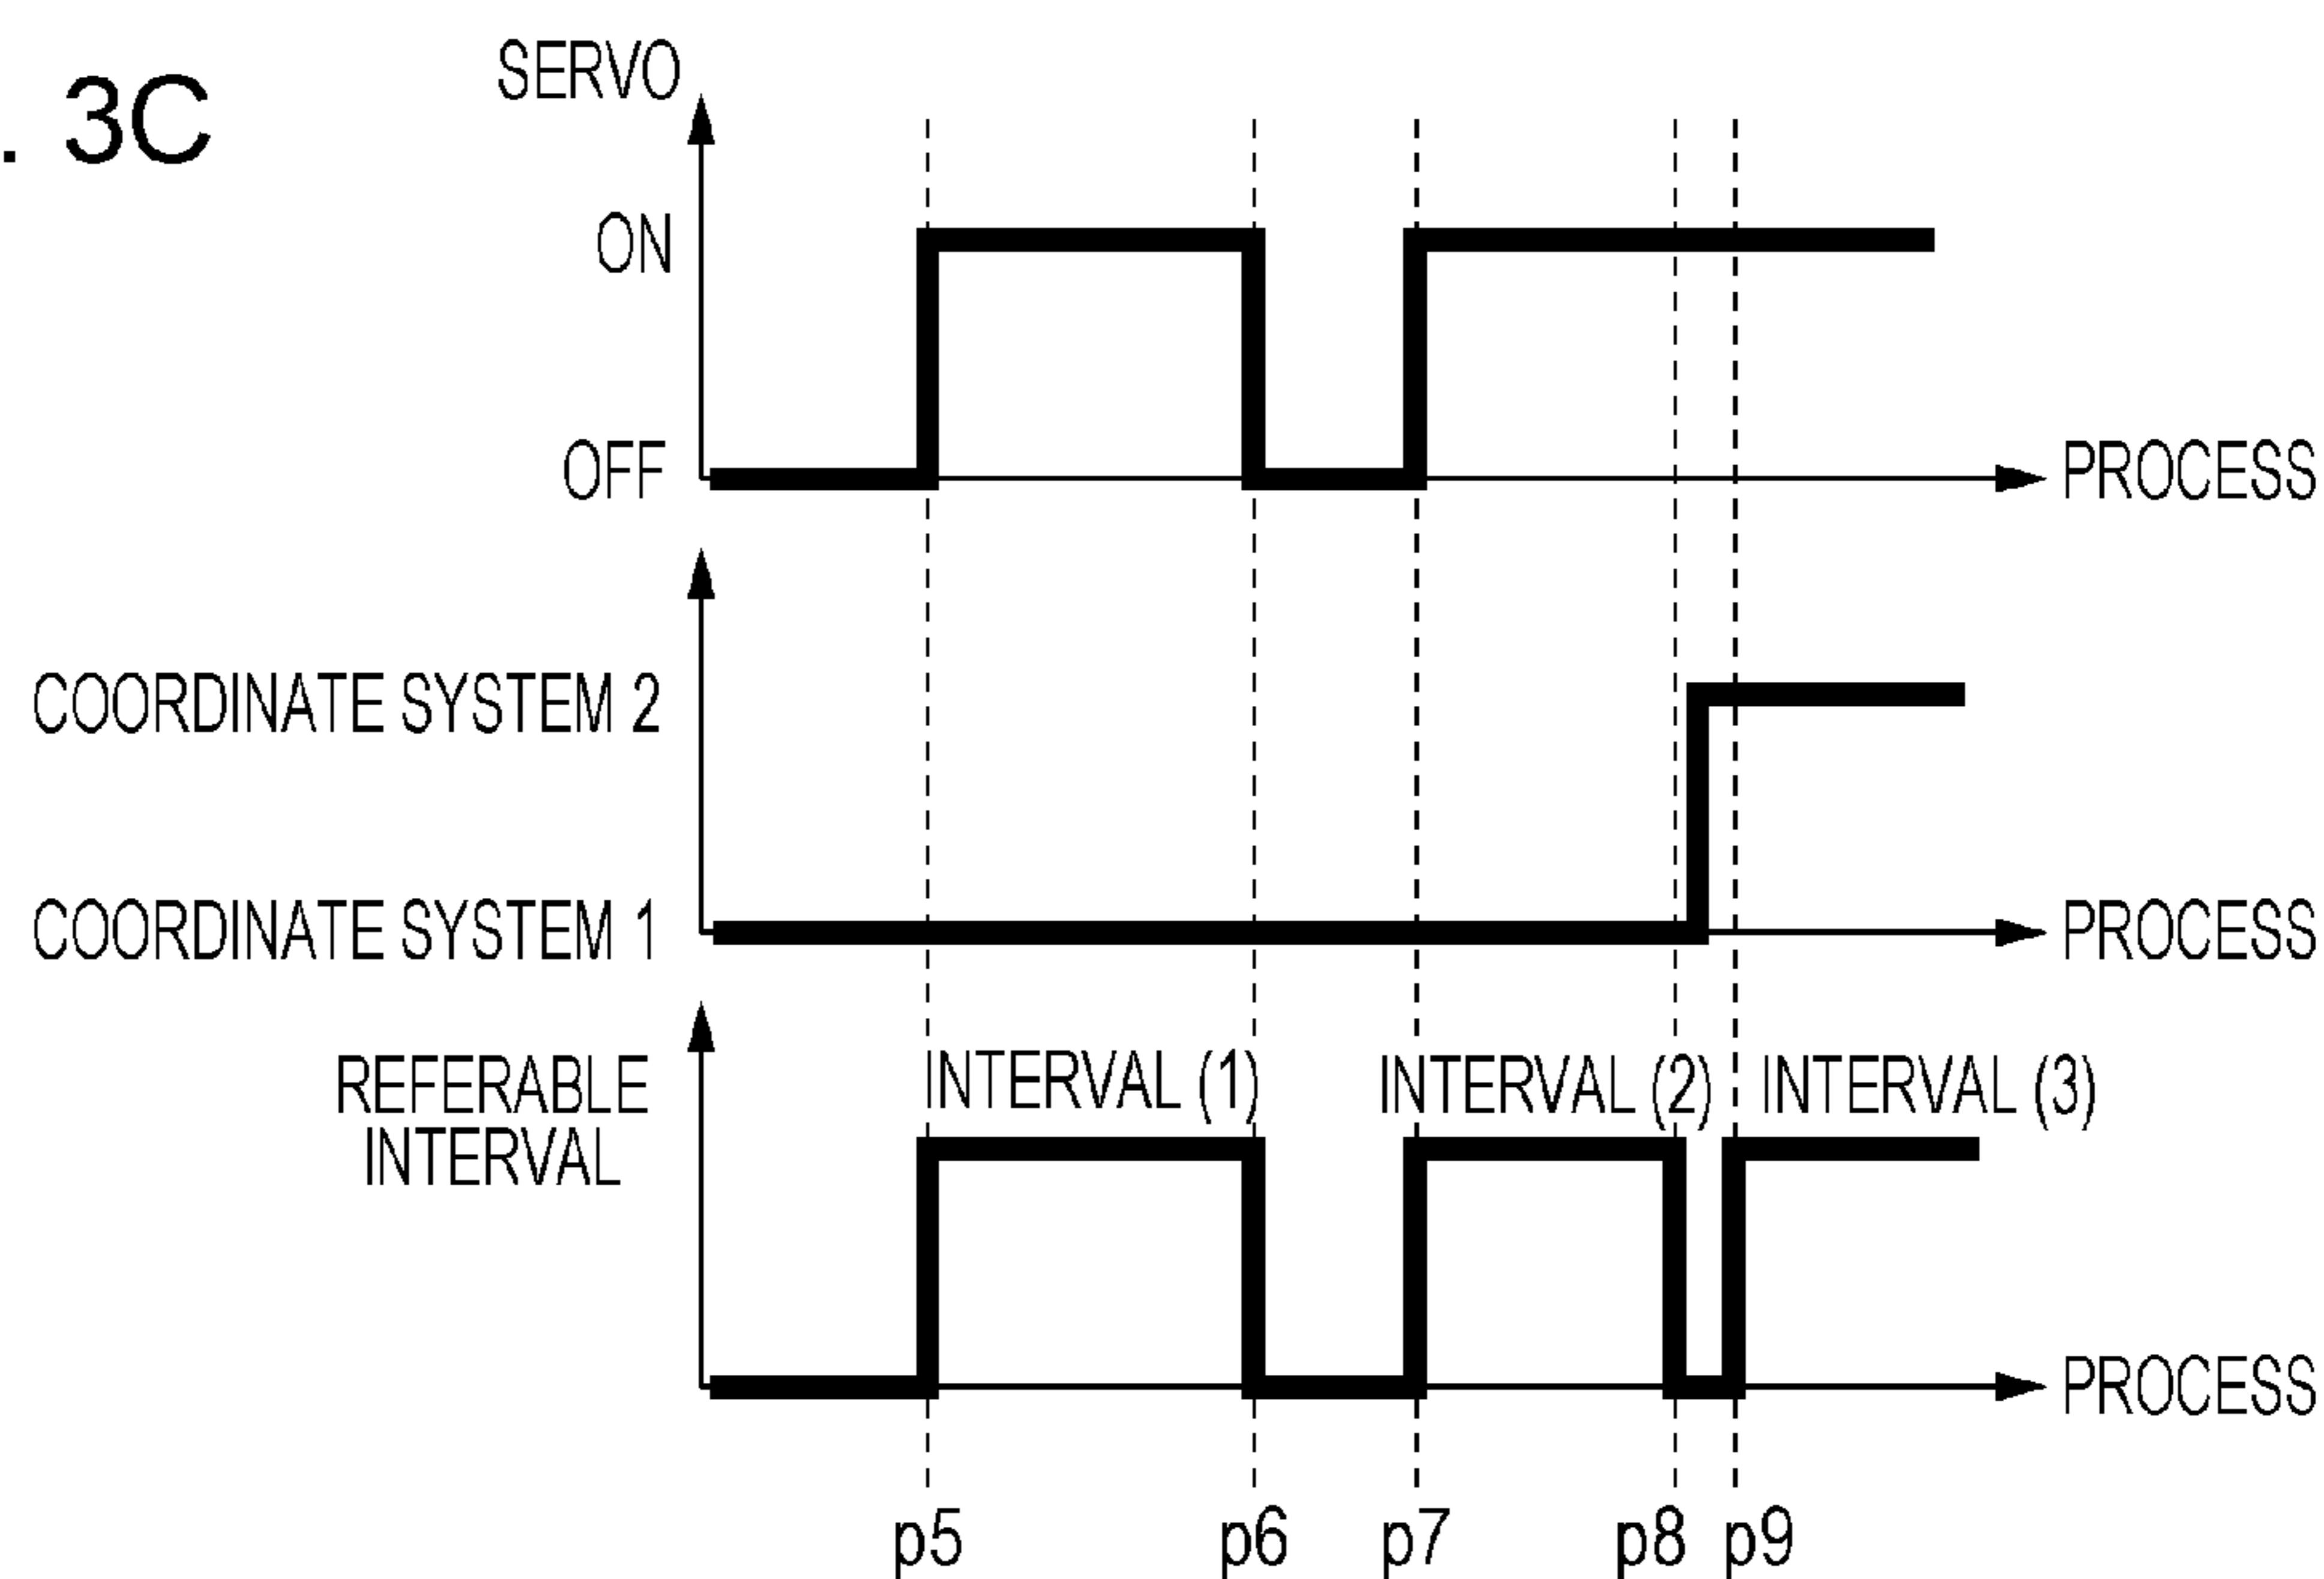 . 3C
SERVO
ON
OFF
PROCESS
COORDINATE SYSTEM 2
COORDINATE SYSTEM 1
PROCESS
REFERABLE
INTERVAL
INTERVAL (1)
INTERVAL (2)
INTERVAL (3)
PROCESS
p5
p6
p7
p8
p9